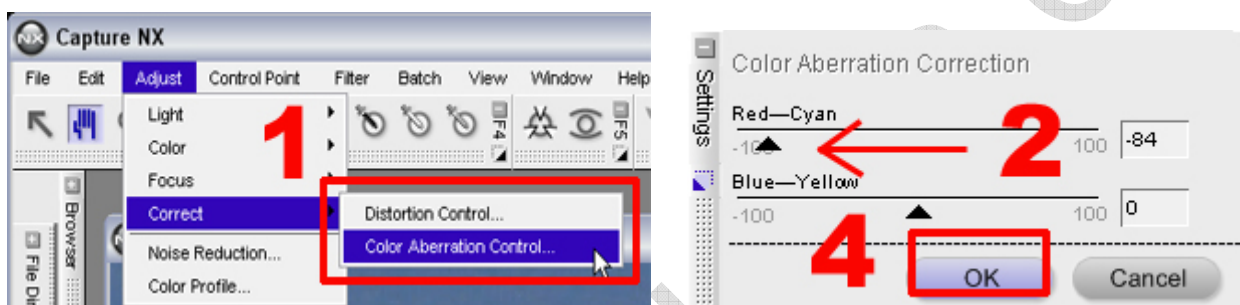 Capture NX
File Edit Adjust Control Point Filter Batch View Window Help
Light
Color
Focus
Correct
Noise Reduction...
Color Profile...
1
F4
F5
Distortion Control...
Color Aberration Control...
Browser
File Di
Settings
Color Aberration Correction
Red—Cyan
100 -84
2
Blue—Yellow
-100 100 0
4
OK Cancel